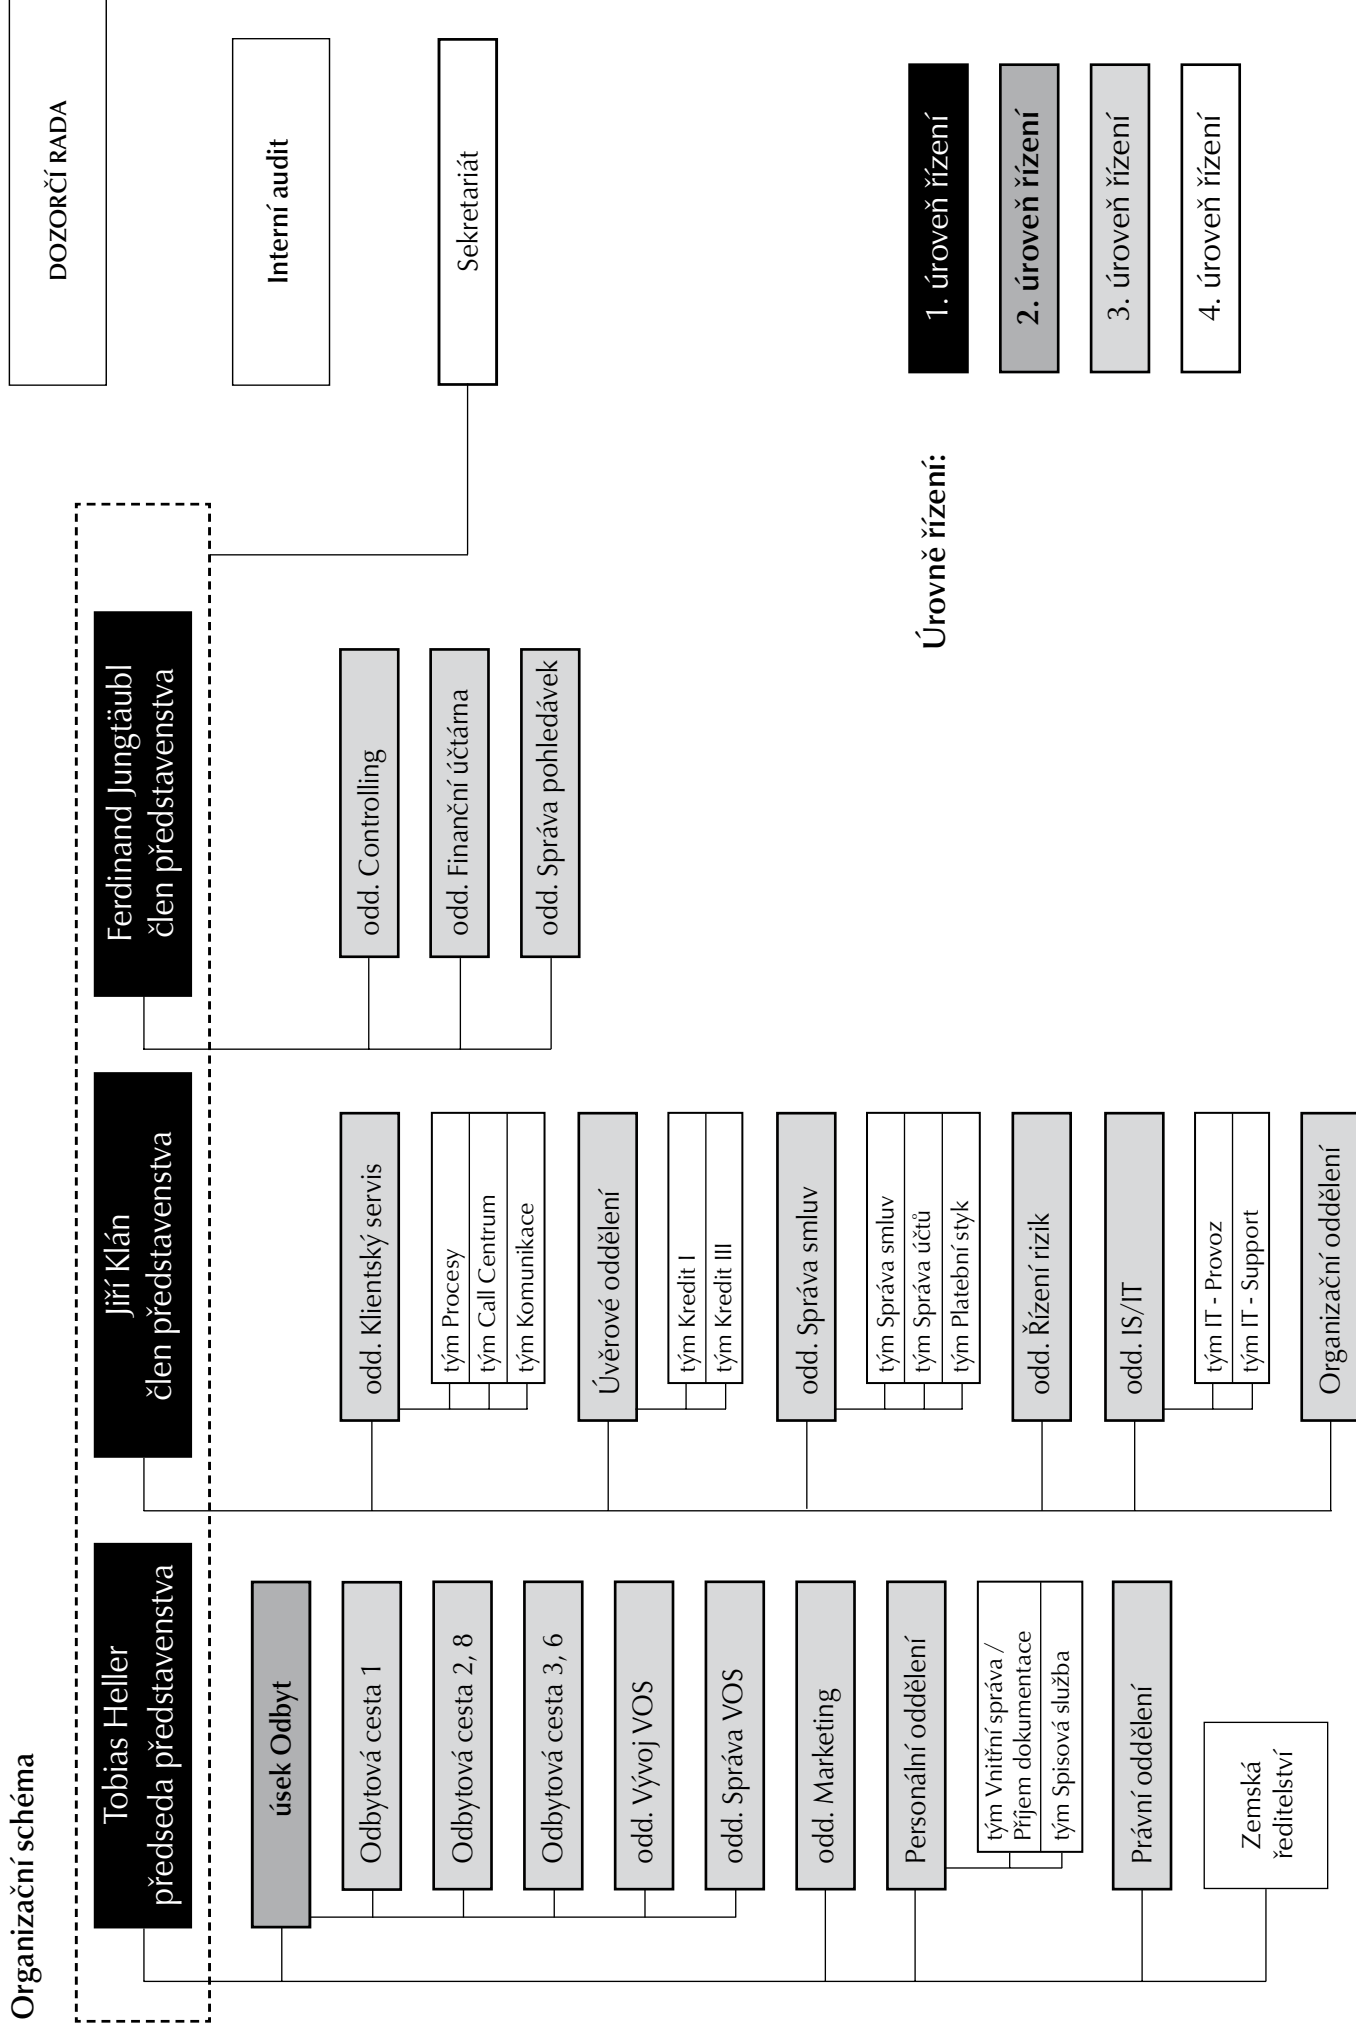 Organizační schéma
DOZORČÍ RADA
Interní audit
Sekretariát
Tobias Heller
předseda představenstva
úsek Odbyt
Odbytová cesta 1
Odbytová cesta 2, 8
Odbytová cesta 3, 6
odd. Vývoj VOS
odd. Správa VOS
odd. Marketing
Personální oddělení
tým Vnitřní správa /
Příjem dokumentace
tým Spisová služba
Právní oddělení
Zemská
ředitelství
Jiří Klán
člen představenstva
odd. Klientský servis
tým Procesy
tým Call Centrum
tým Komunikace
Úvěrové oddělení
tým Kredit I
tým Kredit III
odd. Správa smluv
tým Správa smluv
tým Správa účtů
tým Platební styk
odd. Řízení rizik
odd. IS/IT
tým IT - Provoz
tým IT - Support
Organizační oddělení
Ferdinand Jungtäubl
člen představenstva
odd. Controlling
odd. Finanční účtárna
odd. Správa pohledávek
Úrovně řízení:
1. úroveň řízení
2. úroveň řízení
3. úroveň řízení
4. úroveň řízení